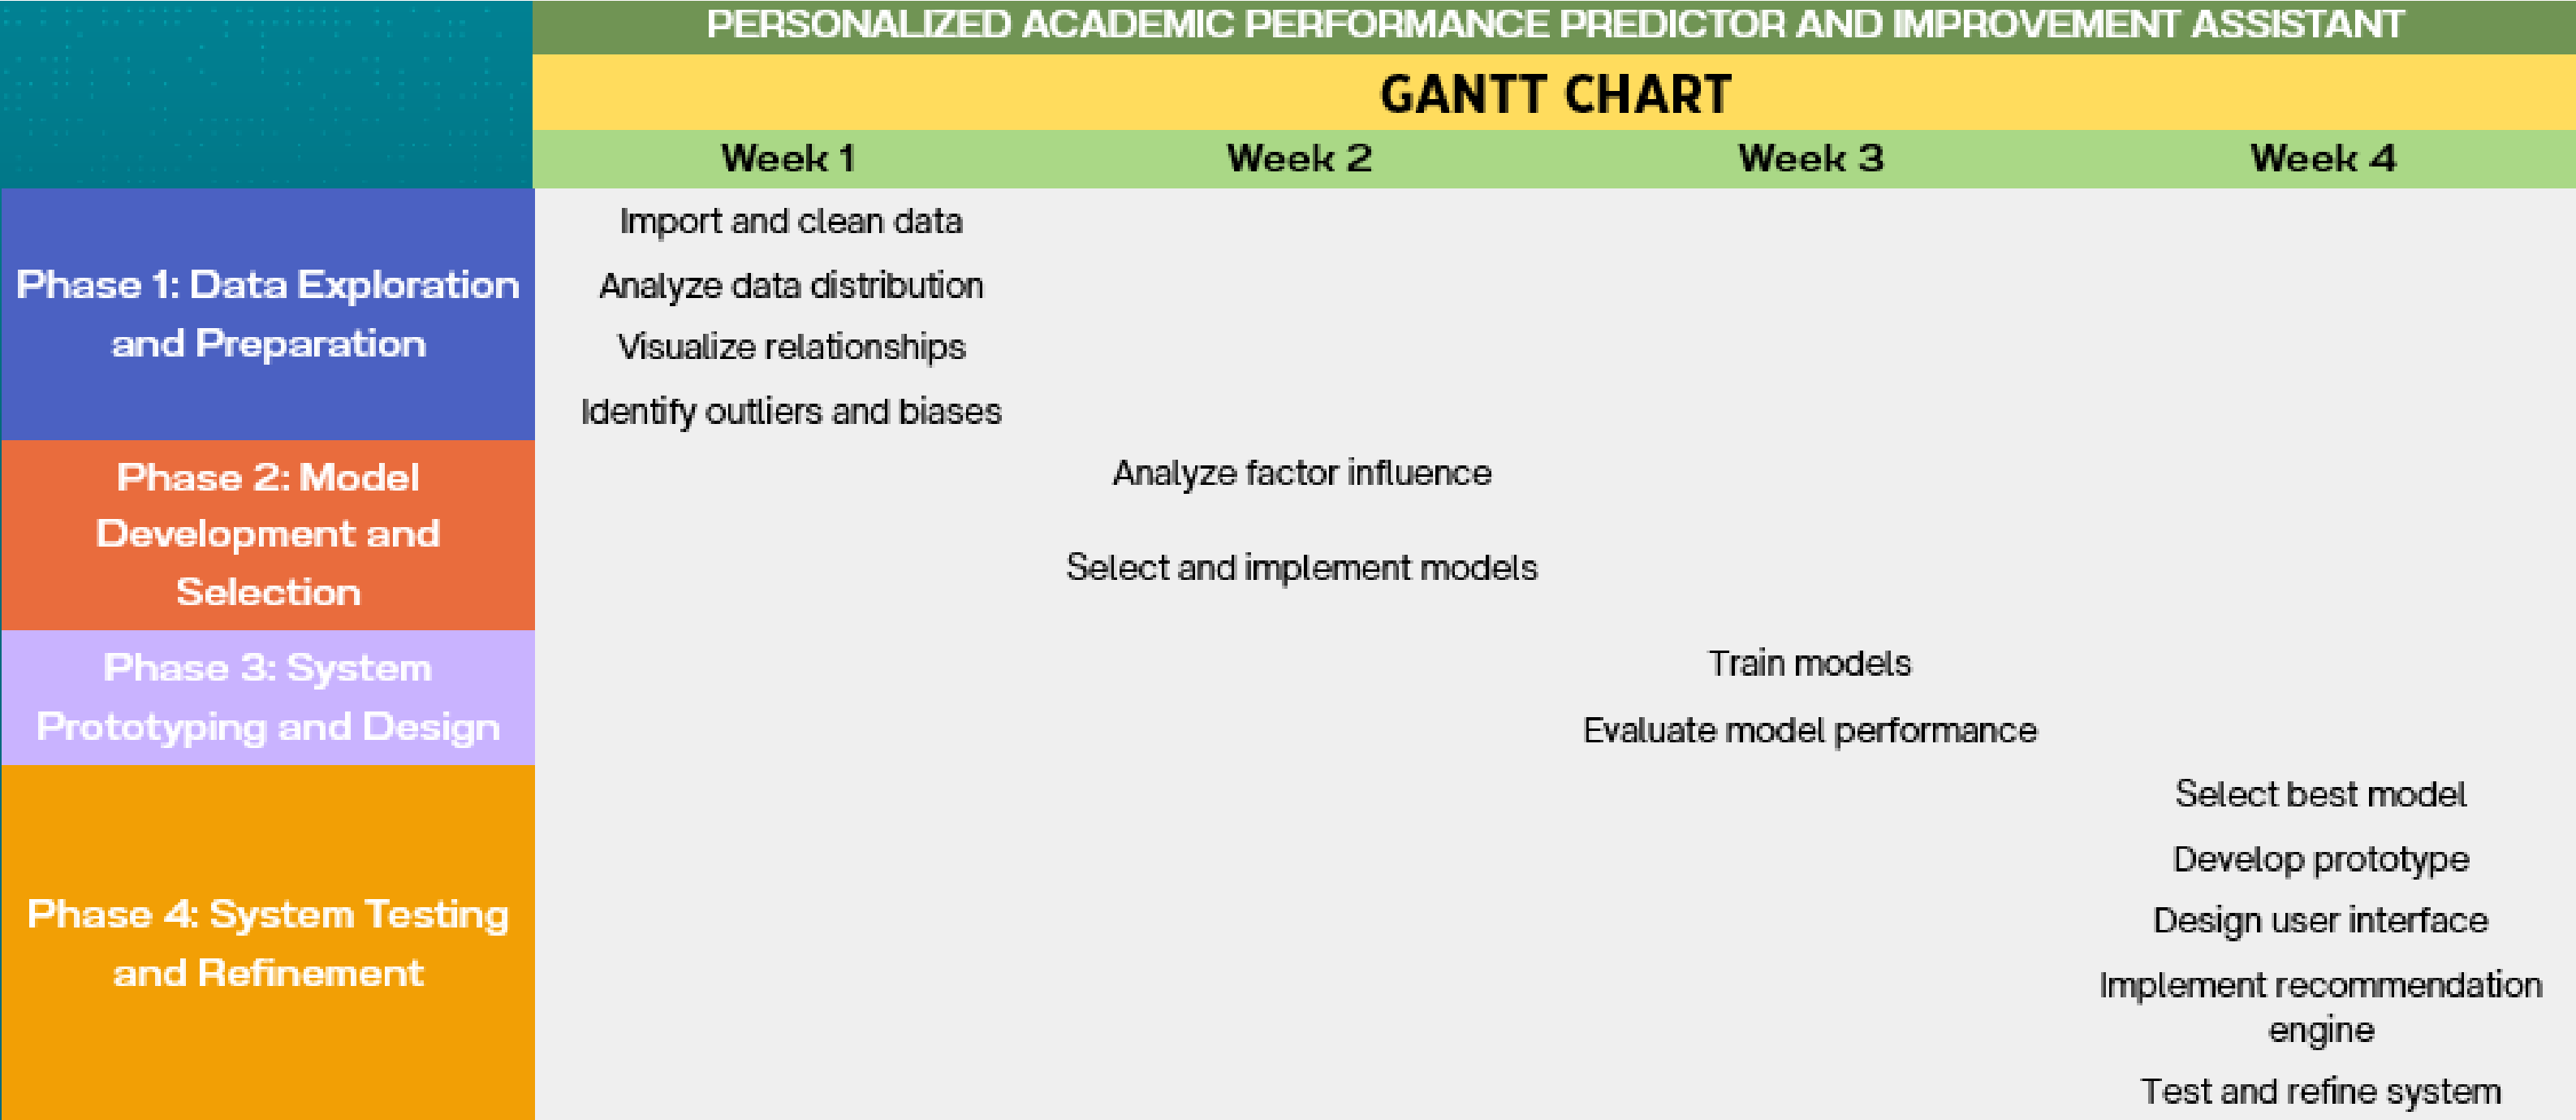 PERSONALIZED ACADEMIC PERFORMANCE PREDICTOR AND IMPROVEMENT ASSISTANT
GANTT CHART
Week 1
Week 2
Week 3
Week 4
Phase 1: Data Exploration
and Preparation
Import and clean data
Analyze data distribution
Visualize relationships
Identify outliers and biases
Phase 2: Model
Development and
Selection
Analyze factor influence
Select and implement models
Phase 3: System
Prototyping and Design
Train models
Evaluate model performance
Phase 4: System Testing
and Refinement
Select best model
Develop prototype
Design user interface
Implement recommendation
engine
Test and refine system